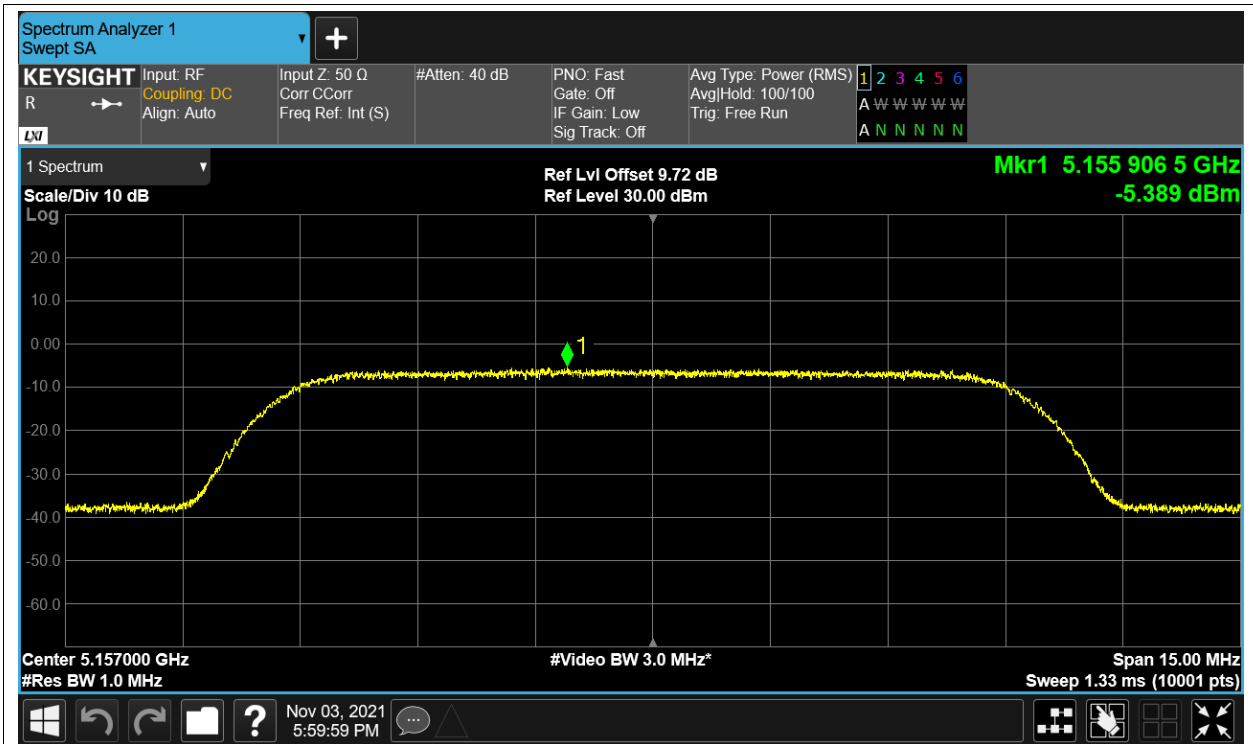 Spectrum Analyzer 1
Swept SA
KEYSIGHT
R
LXI
Input: RF
Coupling: DC
Align: Auto
Input Z: 50 Ω
Corr CCorr
Freq Ref: Int (S)
#Atten: 40 dB
PNO: Fast
Gate: Off
IF Gain: Low
Sig Track: Off
Avg Type: Power (RMS)
Avg|Hold: 100/100
Trig: Free Run
1 2 3 4 5 6
A W W W W W
A N N N N N
1 Spectrum
Scale/Div 10 dB
Ref Lvl Offset 9.72 dB
Ref Level 30.00 dBm
Mkr1 5.155 906 5 GHz
-5.389 dBm
Log
20.0
10.0
0.00
1
-10.0
-20.0
-30.0
-40.0
-50.0
-60.0
Center 5.157000 GHz
#Res BW 1.0 MHz
#Video BW 3.0 MHz*
Span 15.00 MHz
Sweep 1.33 ms (10001 pts)
?
Nov 03, 2021
5:59:59 PM